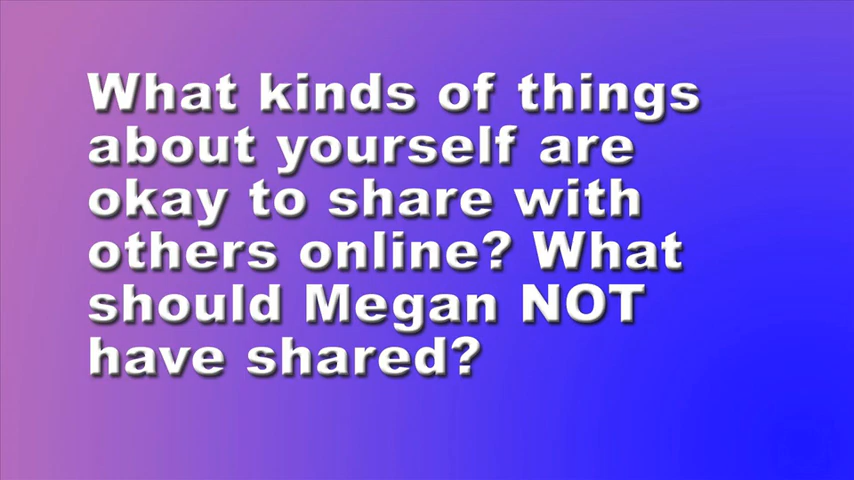 What kinds of things
about yourself are
okay to share with
others online? What
should Megan NOT
have shared?